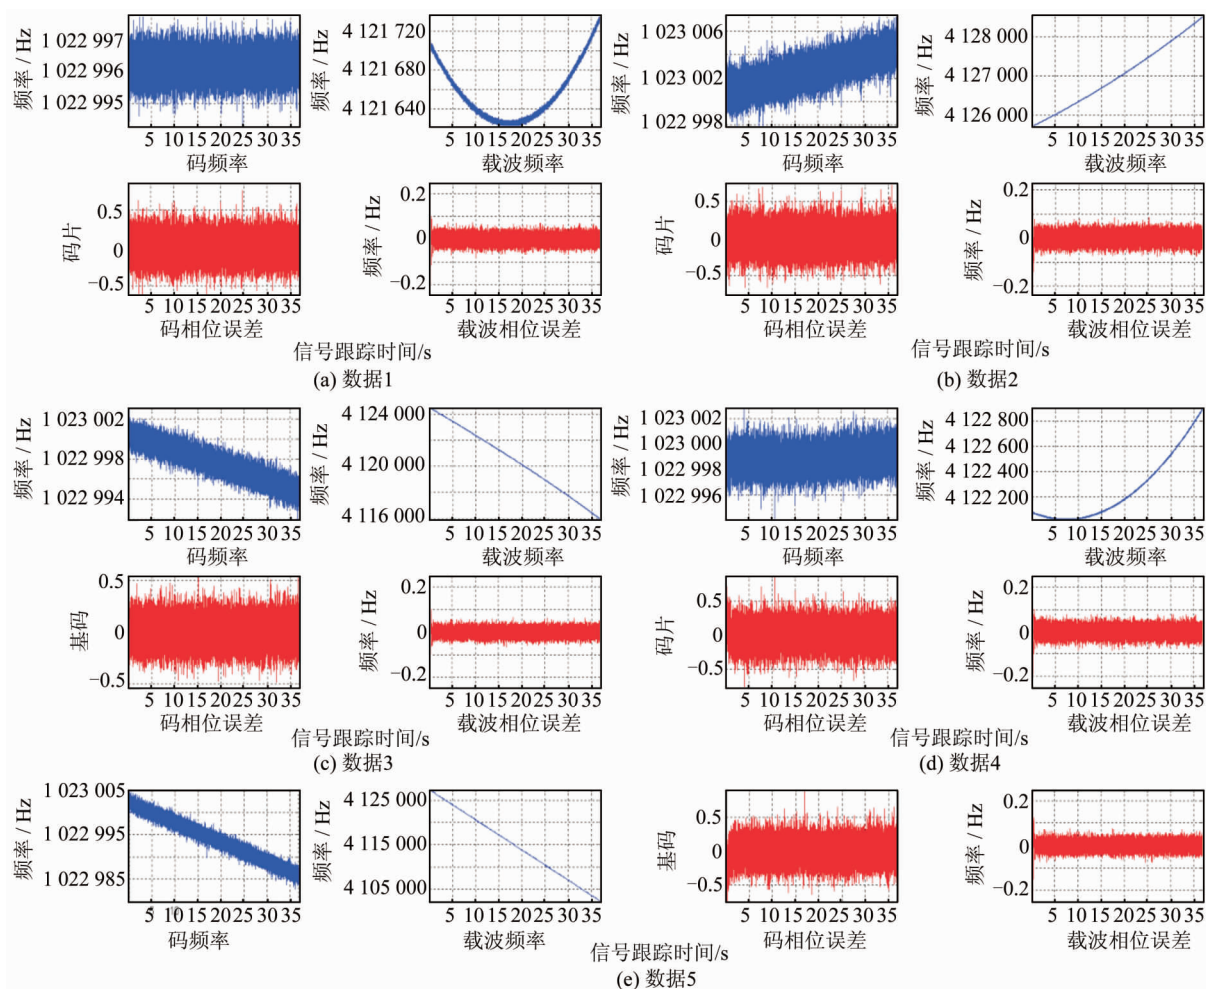 频率 / Hz
1 022 997
1 022 996
1 022 995
5 10 15 20 25 30 35
码频率
频率 / Hz
4 121 720
4 121 680
4 121 640
5 10 15 20 25 30 35
载波频率
码片
0.5
0
−0.5
5 10 15 20 25 30 35
码相位误差
频率 / Hz
0.2
0
−0.2
5 10 15 20 25 30 35
载波相位误差
信号跟踪时间/s
(a) 数据1
频率 / Hz
1 023 006
1 023 002
1 022 998
5 10 15 20 25 30 35
码频率
频率 / Hz
4 128 000
4 127 000
4 126 000
5 10 15 20 25 30 35
载波频率
码片
0.5
0
−0.5
5 10 15 20 25 30 35
码相位误差
频率 / Hz
0.2
0
−0.2
5 10 15 20 25 30 35
载波相位误差
信号跟踪时间/s
(b) 数据2
频率 / Hz
1 023 002
1 022 998
1 022 994
5 10 15 20 25 30 35
码频率
频率 / Hz
4 124 000
4 120 000
4 116 000
5 10 15 20 25 30 35
载波频率
基码
0.5
0
−0.5
5 10 15 20 25 30 35
码相位误差
频率 / Hz
0.2
0
−0.2
5 10 15 20 25 30 35
载波相位误差
信号跟踪时间/s
(c) 数据3
频率 / Hz
1 023 002
1 023 000
1 022 998
1 022 996
5 10 15 20 25 30 35
码频率
频率 / Hz
4 122 800
4 122 600
4 122 400
4 122 200
5 10 15 20 25 30 35
载波频率
码片
0.5
0
−0.5
5 10 15 20 25 30 35
码相位误差
频率 / Hz
0.2
0
−0.2
5 10 15 20 25 30 35
载波相位误差
信号跟踪时间/s
(d) 数据4
频率 / Hz
1 023 005
1 022 995
1 022 985
5 10 15 20 25 30 35
码频率
频率 / Hz
4 125 000
4 115 000
4 105 000
5 10 15 20 25 30 35
载波频率
基码
0.5
0
−0.5
5 10 15 20 25 30 35
码相位误差
频率 / Hz
0.2
0
−0.2
5 10 15 20 25 30 35
载波相位误差
信号跟踪时间/s
(e) 数据5